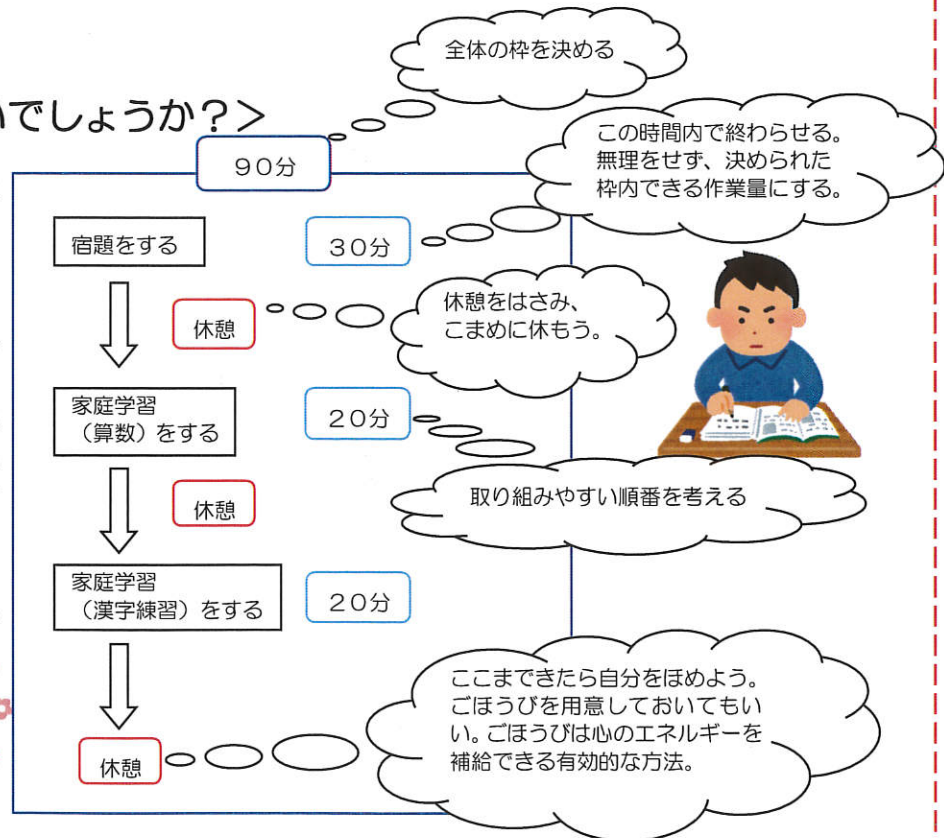 全体の枠を決める
いでしょうか？＞
90分
この時間内で終わらせる。
無理をせず、決められた
枠内できる作業量にする。
宿題をする
30分
休憩
休憩をはさみ、
こまめに休もう。
家庭学習
（算数）をする
20分
取り組みやすい順番を考える
休憩
家庭学習
（漢字練習）をする
20分
ここまできたら自分をほめよう。
ごほうびを用意しておいてもい
い。ごほうびは心のエネルギーを
補給できる有効的な方法。
休憩